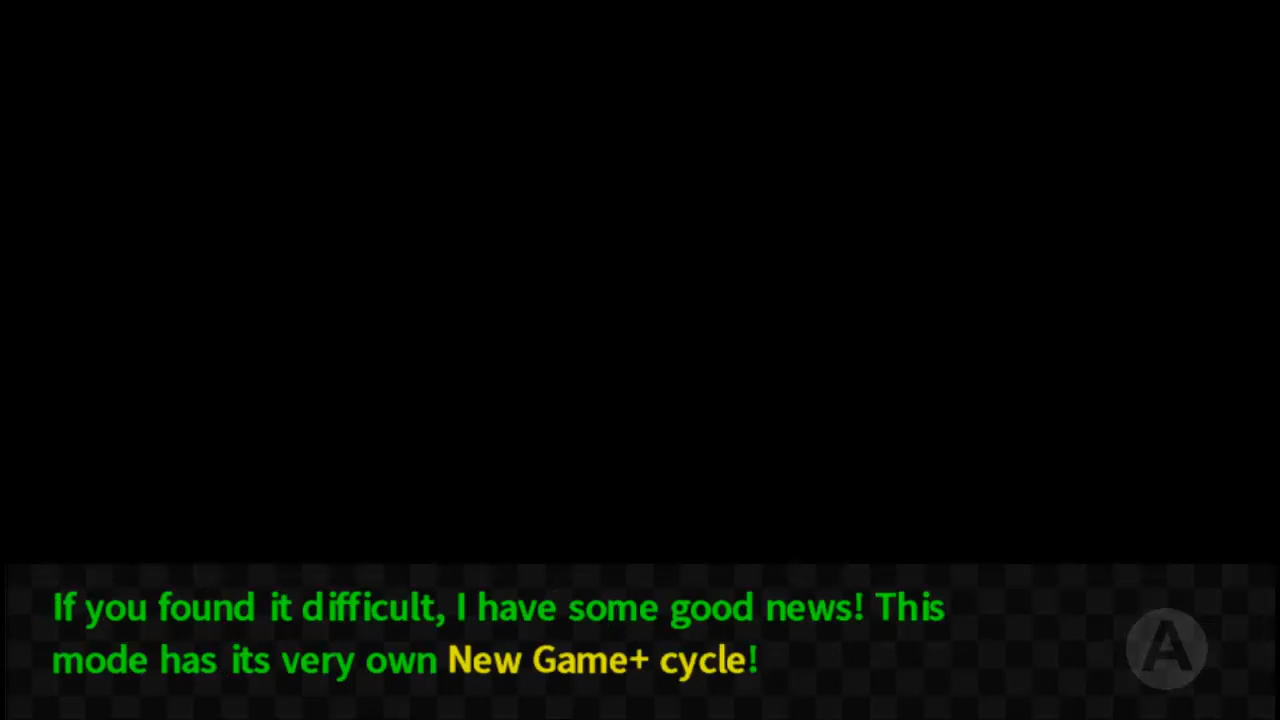 If you found it difficult, I have some good news! This
mode has its very own New Game+ cycle!
A